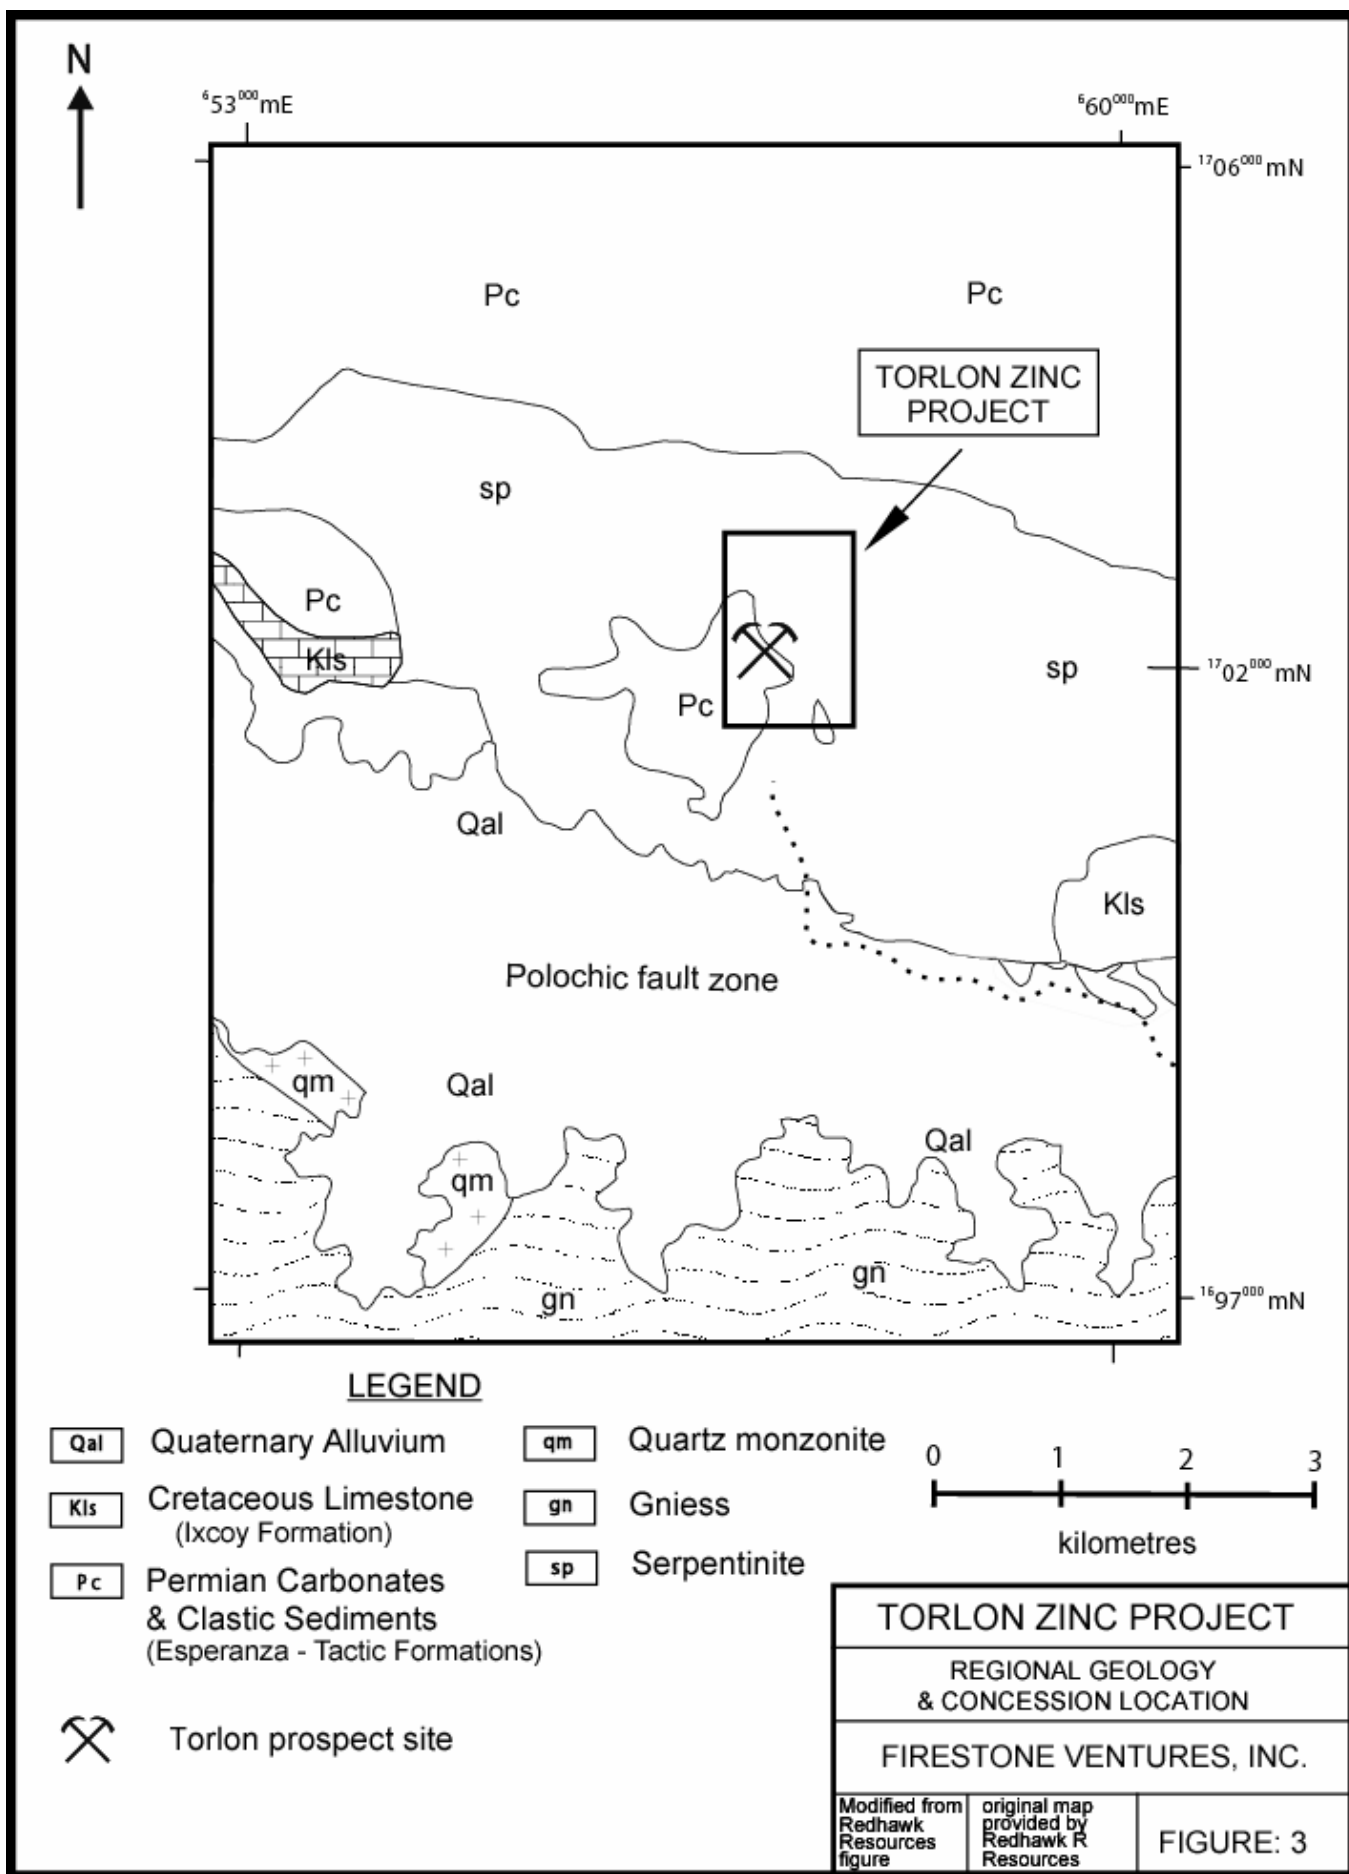 N
⁶53⁰⁰⁰mE
⁶60⁰⁰⁰mE
¹⁷06⁰⁰⁰ mN
Pc
Pc
TORLON ZINC
PROJECT
sp
Pc
Kls
Pc
sp
¹⁷02⁰⁰⁰ mN
Qal
Kls
Polochic fault zone
qm
Qal
Qal
qm
gn
gn
¹⁶97⁰⁰⁰ mN
LEGEND
Qal Quaternary Alluvium
Kls Cretaceous Limestone
(Ixcoy Formation)
Pc Permian Carbonates
& Clastic Sediments
(Esperanza - Tactic Formations)
Torlon prospect site
qm Quartz monzonite
gn Gniess
sp Serpentinite
0 1 2 3
kilometres
TORLON ZINC PROJECT
REGIONAL GEOLOGY
& CONCESSION LOCATION
FIRESTONE VENTURES, INC.
Modified from
Redhawk
Resources
figure
original map
provided by
Redhawk R
Resources
FIGURE: 3